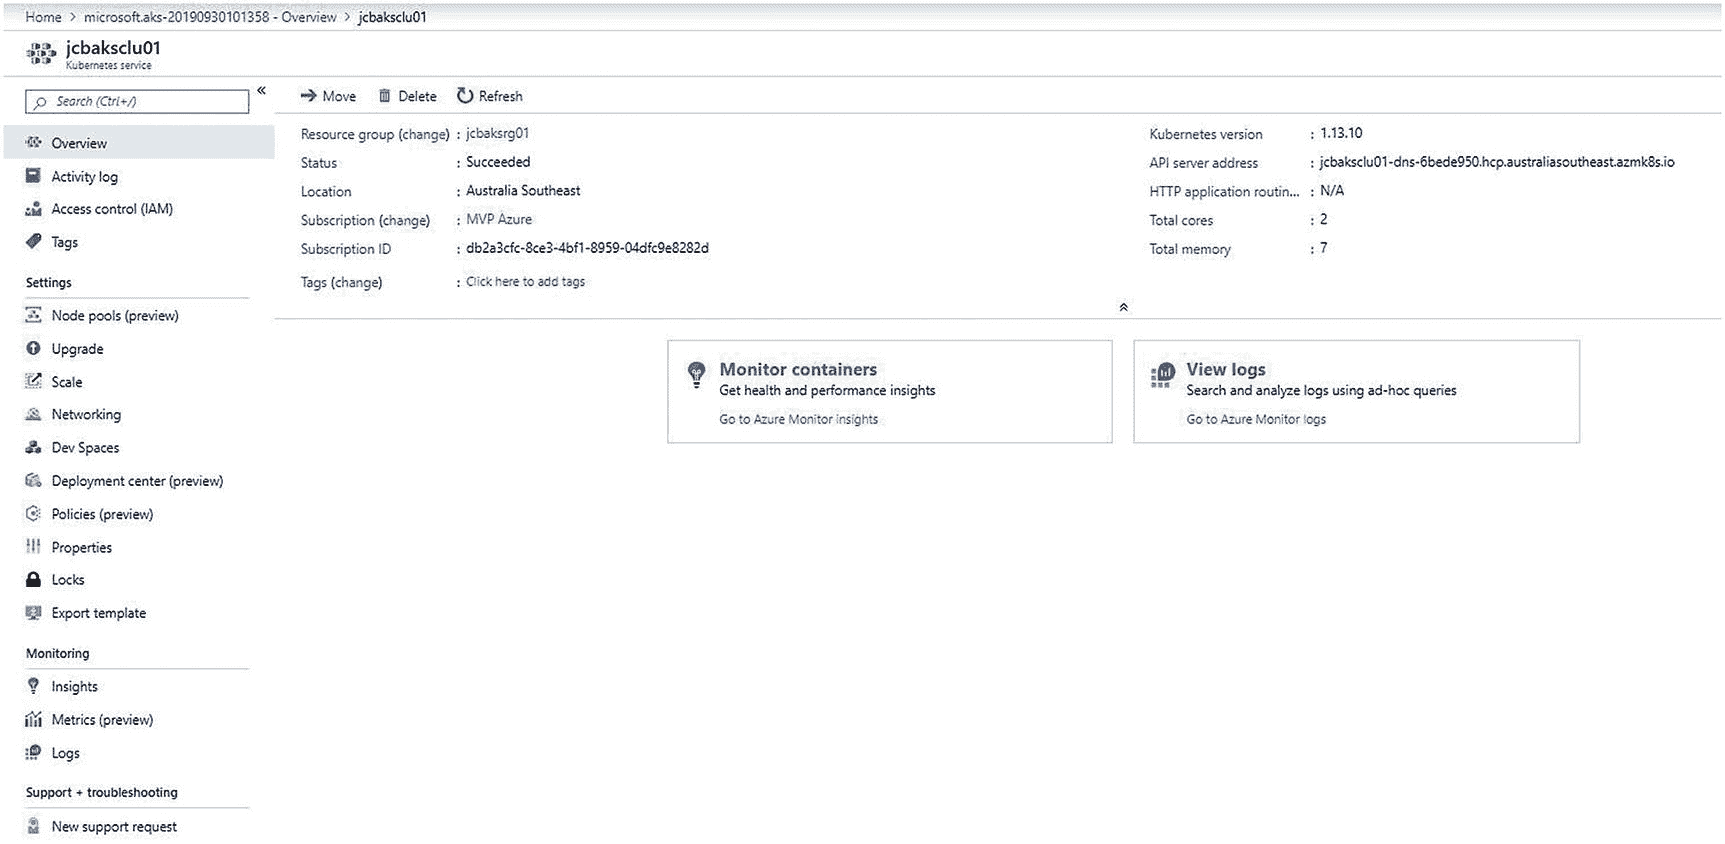 Home > microsoft.aks-20190930101358 - Overview > jcbaksclu01
jcbaksclu01
Kubernetes service
Search (Ctrl+/)
«
Overview
Activity log
Access control (IAM)
Tags
Settings
Node pools (preview)
Upgrade
Scale
Networking
Dev Spaces
Deployment center (preview)
Policies (preview)
Properties
Locks
Export template
Monitoring
Insights
Metrics (preview)
Logs
Support + troubleshooting
New support request
Move Delete Refresh
Resource group (change) : jcbaksrg01
Status : Succeeded
Location : Australia Southeast
Subscription (change) : MVP Azure
Subscription ID : db2a3cfc-8ce3-4bf1-8959-04dfc9e8282d
Tags (change) : Click here to add tags
Kubernetes version : 1.13.10
API server address : jcbaksclu01-dns-6bede950.hcp.australiasoutheast.azmk8s.io
HTTP application routin... : N/A
Total cores : 2
Total memory : 7
Monitor containers
Get health and performance insights
Go to Azure Monitor insights
View logs
Search and analyze logs using ad-hoc queries
Go to Azure Monitor logs